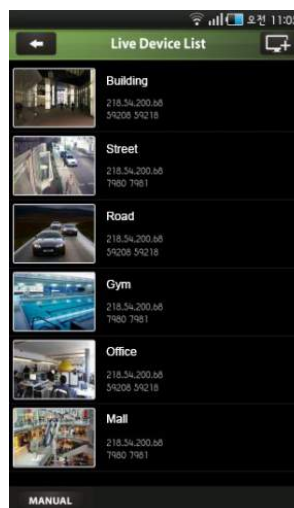 오전 11:0
Live Device List
Building
218.54.200.68
59208 59218
Street
218.54.200.68
7980 7981
Road
218.54.200.68
59208 59218
Gym
218.54.200.68
7980 7981
Office
218.54.200.68
59208 59218
Mall
218.54.200.68
7980 7981
MANUAL